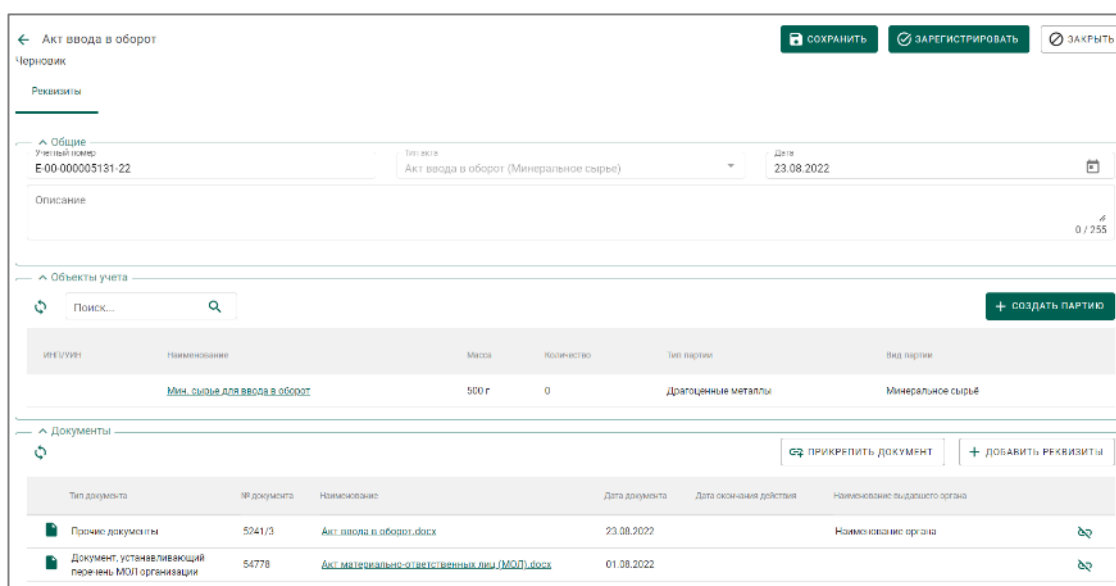 Акт ввода в оборот
СОХРАНИТЬ
ЗАРЕГИСТРИРОВАТЬ
ЗАКРЫТЬ
Черновик
Реквизиты
Общие
Учетный номер
Тип акта
Дата
E-00-000005131-22
Акт ввода в оборот (Минеральное сырье)
23.08.2022
Описание
0 / 255
Объекты учета
Поиск...
+ СОЗДАТЬ ПАРТИЮ
ИНП/УИН Наименование Масса Количество Тип партии Вид партии
Мин. сырье для ввода в оборот 500 г 0 Драгоценные металлы Минеральное сырьё
Документы
ПРИКРЕПИТЬ ДОКУМЕНТ
+ ДОБАВИТЬ РЕКВИЗИТЫ
Тип документа № документа Наименование Дата документа Дата окончания действия Наименование выдавшего органа
Прочие документы 5241/3 Акт ввода в оборот.docx 23.08.2022 Наименование органа
Документ, устанавливающий
перечень МОЛ организации 54778 Акт материально-ответственных лиц (МОЛ).docx 01.08.2022